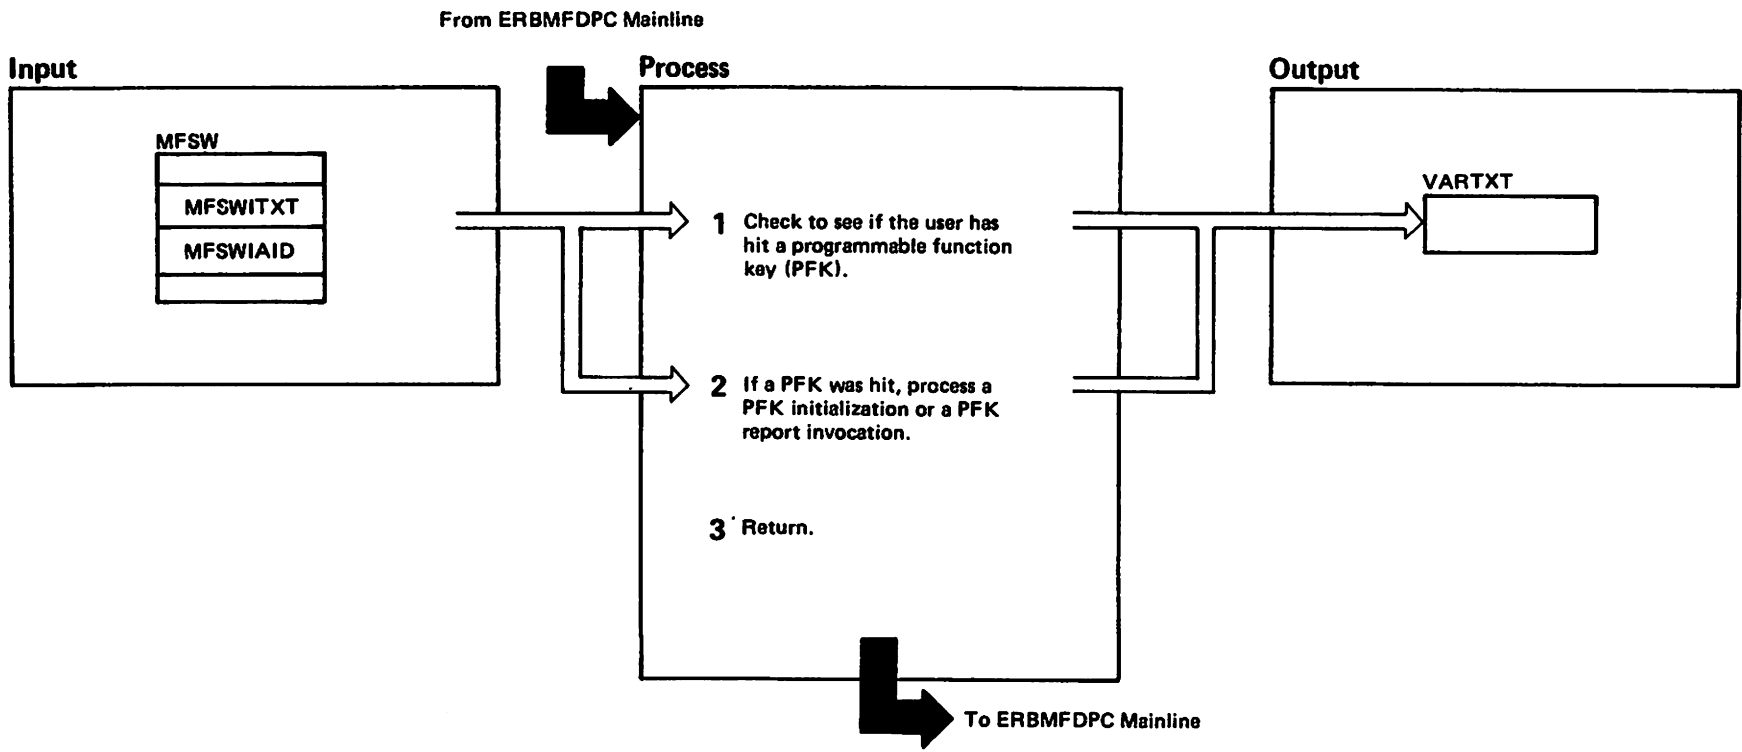 From ERBMFDPC Mainline
Input
Process
Output
MFSW
MFSWITXT
MFSWIAID
VARTXT
1 Check to see if the user has
hit a programmable function
key (PFK).
2 If a PFK was hit, process a
PFK initialization or a PFK
report invocation.
3 Return.
To ERBMFDPC Mainline